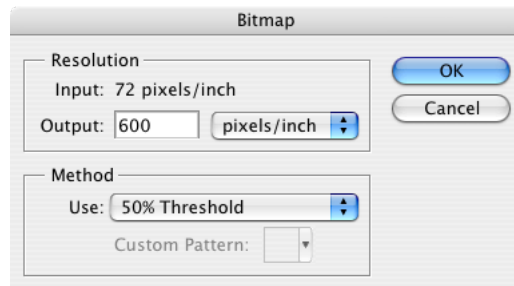 Bitmap
Resolution
Input: 72 pixels/inch
Output: 600 pixels/inch
Method
Use: 50% Threshold
Custom Pattern:
OK
Cancel